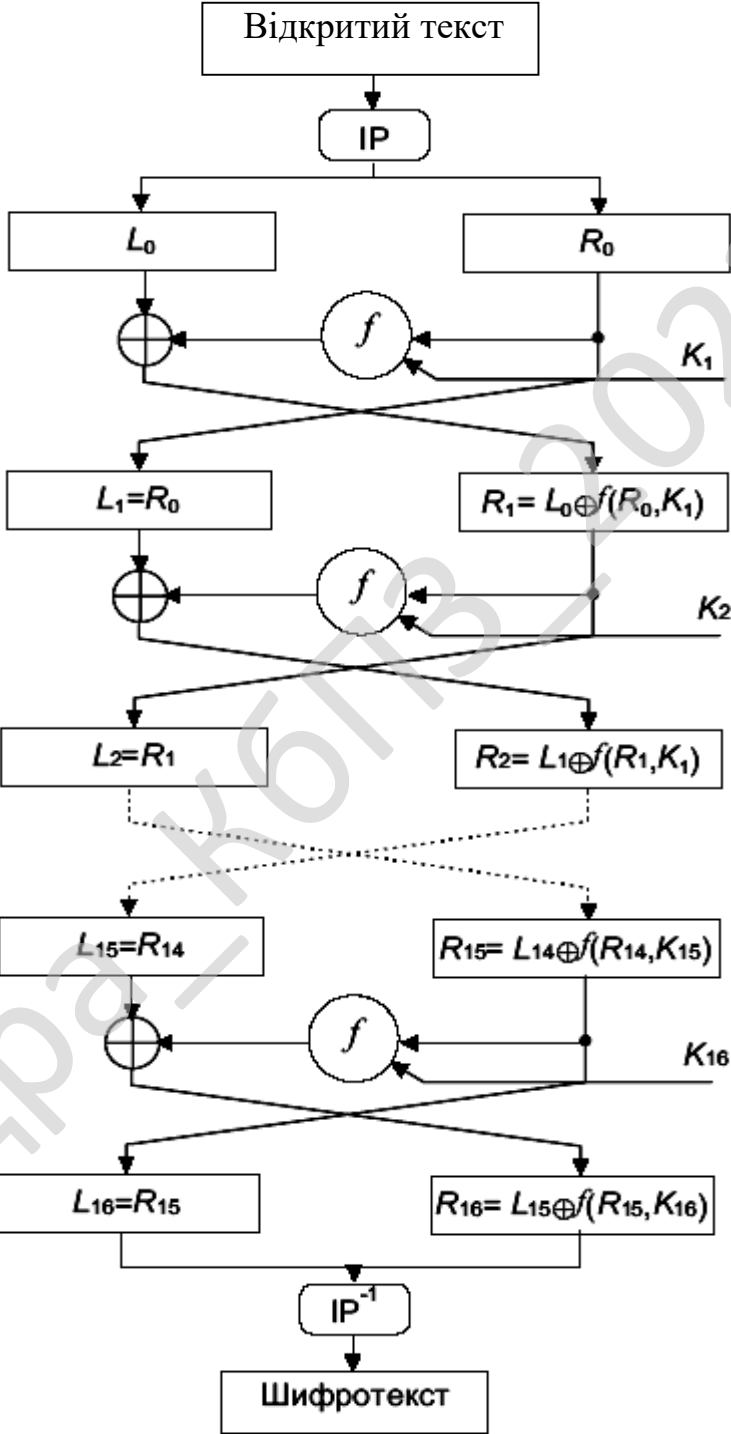 Відкритий текст
IP
L₀
R₀
f
K₁
L₁=R₀
R₁= L₀⊕f(R₀,K₁)
f
K₂
L₂=R₁
R₂= L₁⊕f(R₁,K₁)
L₁₅=R₁₄
R₁₅= L₁₄⊕f(R₁₄,K₁₅)
f
K₁₆
L₁₆=R₁₅
R₁₆= L₁₅⊕f(R₁₅,K₁₆)
IP⁻¹
Шифротекст